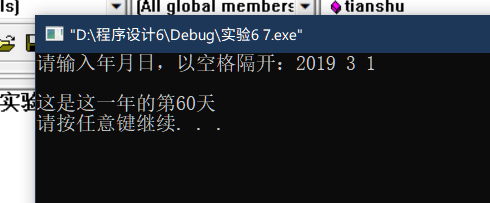 (All global members
tianshu
"D:\程序设计6\Debug\实验6 7.exe"
请输入年月日，以空格隔开：2019 3 1
实验
这是这一年的第60天
请按任意键继续. . .